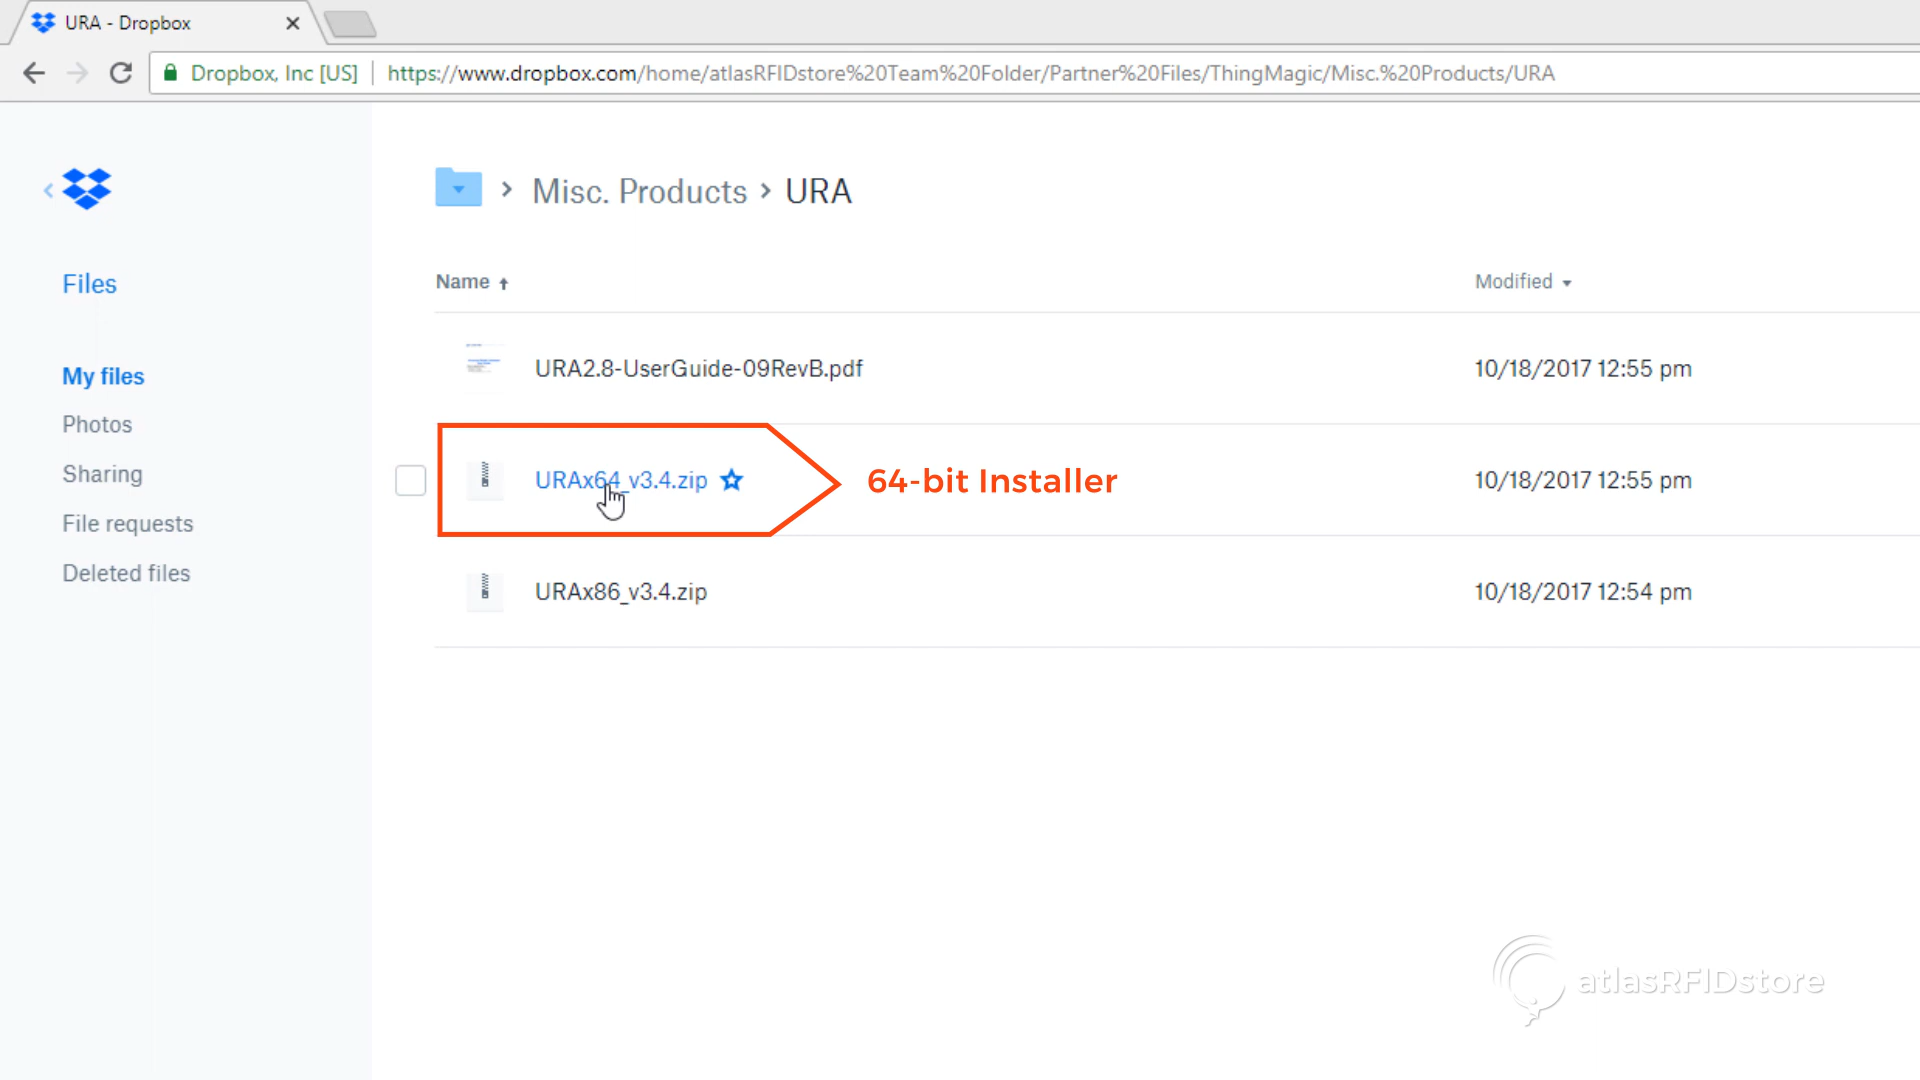 URA - Dropbox
Dropbox, Inc [US] https://www.dropbox.com/home/atlasRFIDstore%20Team%20Folder/Partner%20Files/ThingMagic/Misc.%20Products/URA
Misc. Products > URA
Files
Name
Modified
My files
Photos
Sharing
File requests
Deleted files
URA2.8-UserGuide-09RevB.pdf
10/18/2017 12:55 pm
URAx64_v3.4.zip
64-bit Installer
10/18/2017 12:55 pm
URAx86_v3.4.zip
10/18/2017 12:54 pm
atlasRFIDstore